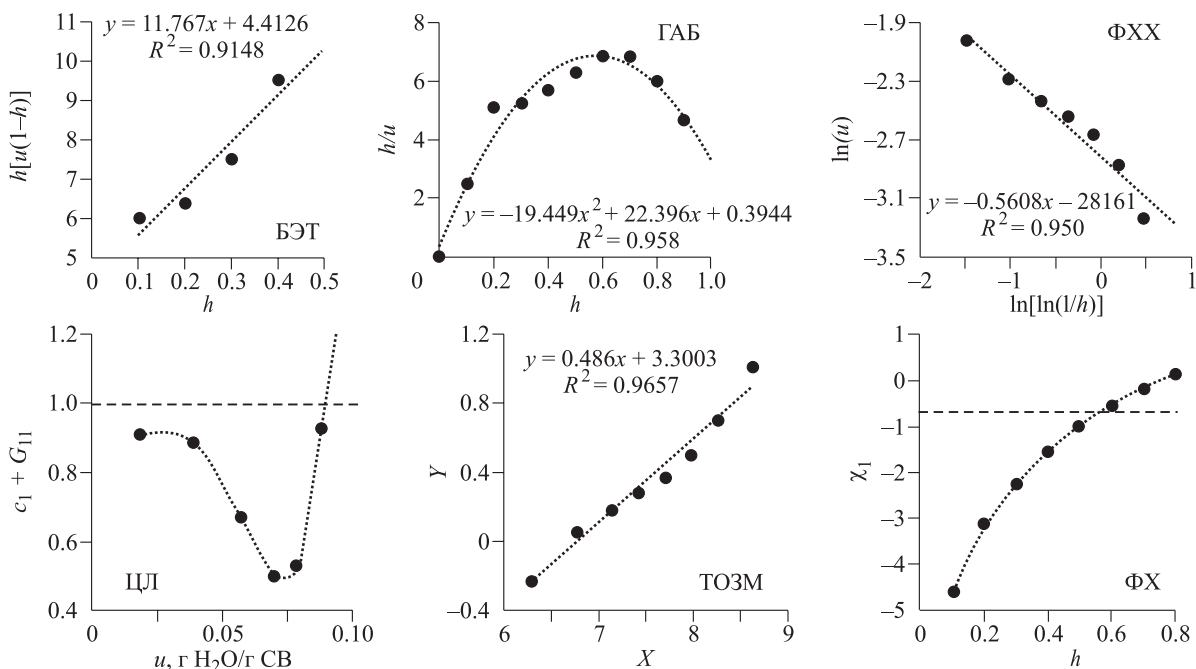 11
10
9
8
7
6
5
h[u(1–h)]
y = 11.767x + 4.4126
R² = 0.9148
БЭТ
0 0.1 0.2 0.3 0.4 0.5
h
8
6
4
2
h/u
ГАБ
y = –19.449x² + 22.396x + 0.3944
R² = 0.958
0 0.2 0.4 0.6 0.8 1.0
h
–1.9
–2.3
–2.7
–3.1
–3.5
ln(u)
ФХХ
y = –0.5608x – 28161
R² = 0.950
–2 –1 0 1
ln[ln(l/h)]
1.2
1.0
0.8
0.6
0.4
c₁ + G₁₁
ЦЛ
0 0.05 0.10
u, г H₂O/г СВ
1.2
0.8
0.4
0
–0.4
Y
y = 0.486x + 3.3003
R² = 0.9657
ТОЗМ
6 7 8 9
X
1
0
–1
–2
–3
–4
–5
χ₁
ФХ
0 0.2 0.4 0.6 0.8
h